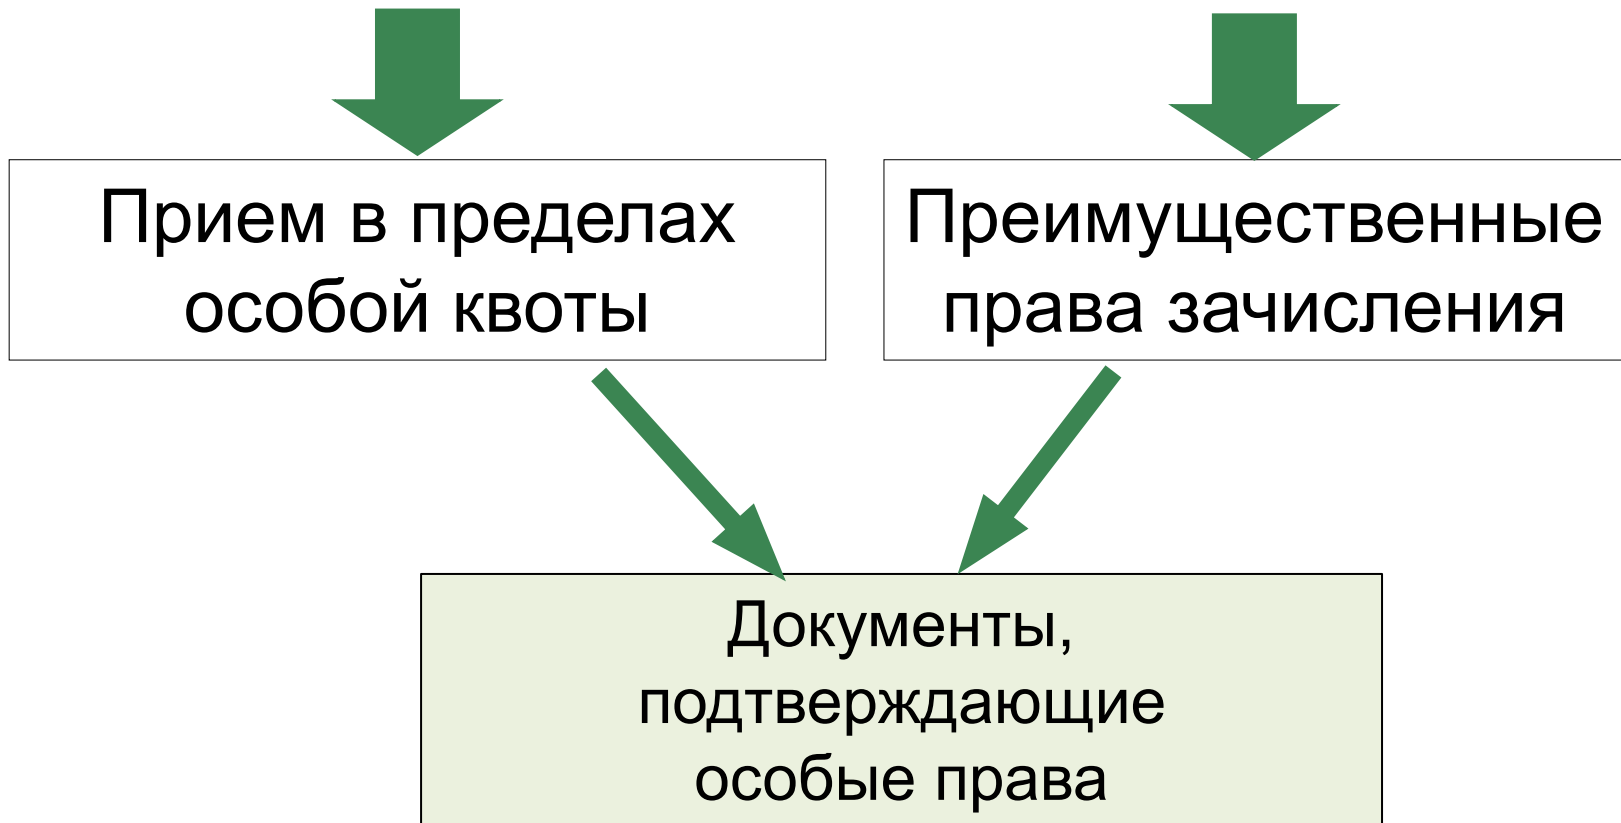 Прием в пределах
особой квоты
Преимущественные
права зачисления
Документы,
подтверждающие
особые права